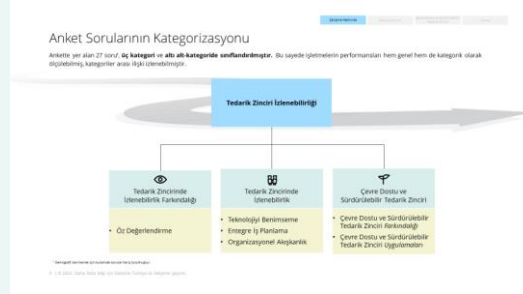 Anket Sorularının Kategorizasyonu
Ankette yer alan 27 soru¹, üç kategori ve altı alt-kategoride sınıflandırılmıştır. Bu sayede işletmelerin performansları hem genel hem de kategorik olarak
ölçülebilmiş, kategoriler arası ilişki izlenebilmiştir.
Tedarik Zinciri İzlenebilirliği
Tedarik Zincirinde
İzlenebilirlik Farkındalığı
Tedarik Zincirinde
İzlenebilirlik
Çevre Dostu ve
Sürdürülebilir Tedarik Zinciri
• Öz Değerlendirme
• Teknolojiyi Benimseme
• Entegre İş Planlama
• Organizasyonel Akışkanlık
• Çevre Dostu ve Sürdürülebilir
Tedarik Zinciri Farkındalığı
• Çevre Dostu ve Sürdürülebilir
Tedarik Zinciri Uygulamaları